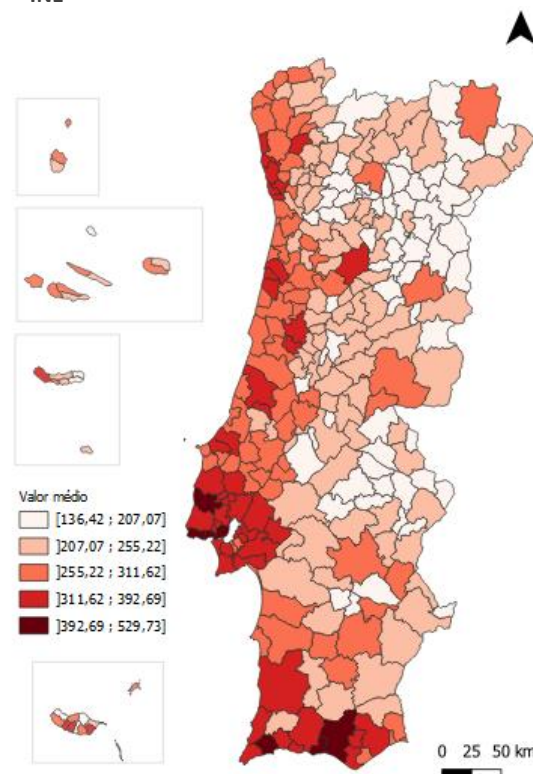 INE
Valor médio
[136,42 ; 207,07]
]207,07 ; 255,22]
]255,22 ; 311,62]
]311,62 ; 392,69]
]392,69 ; 529,73]
0 25 50 km